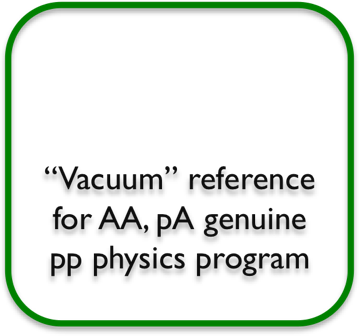 “Vacuum” reference
for AA, pA genuine
pp physics program